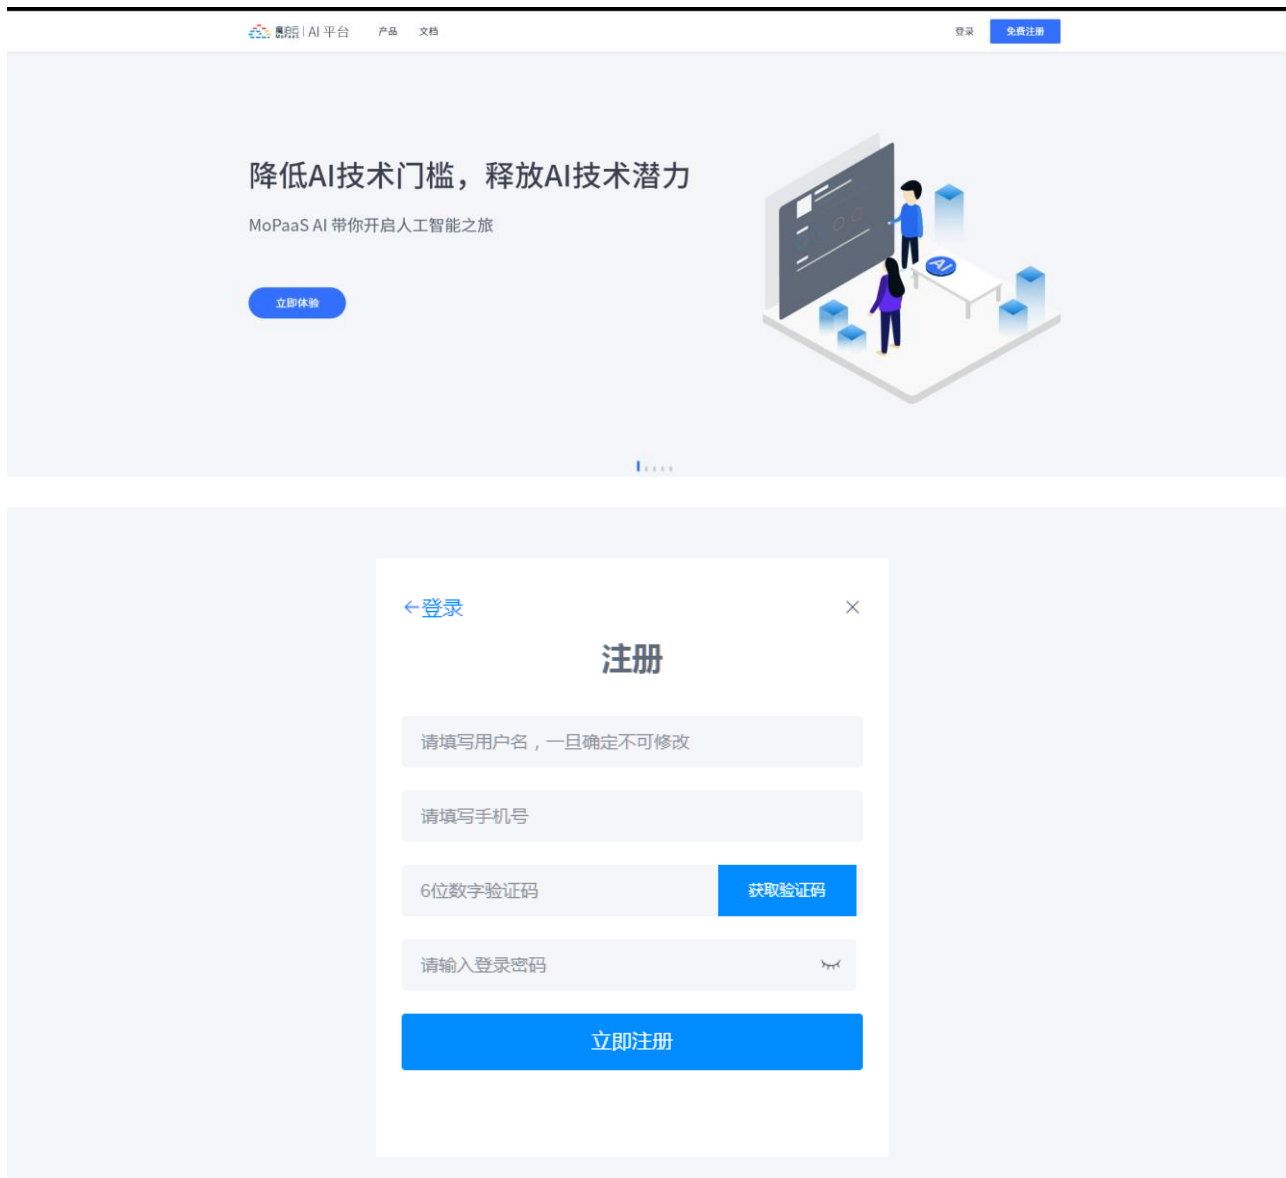 AI 平台 产品 文档 登录 免费注册
降低AI技术门槛，释放AI技术潜力
MoPaaS AI 带你开启人工智能之旅
立即体验
AI
←登录
注册
请填写用户名，一旦确定不可修改
请填写手机号
6位数字验证码 获取验证码
请输入登录密码
立即注册